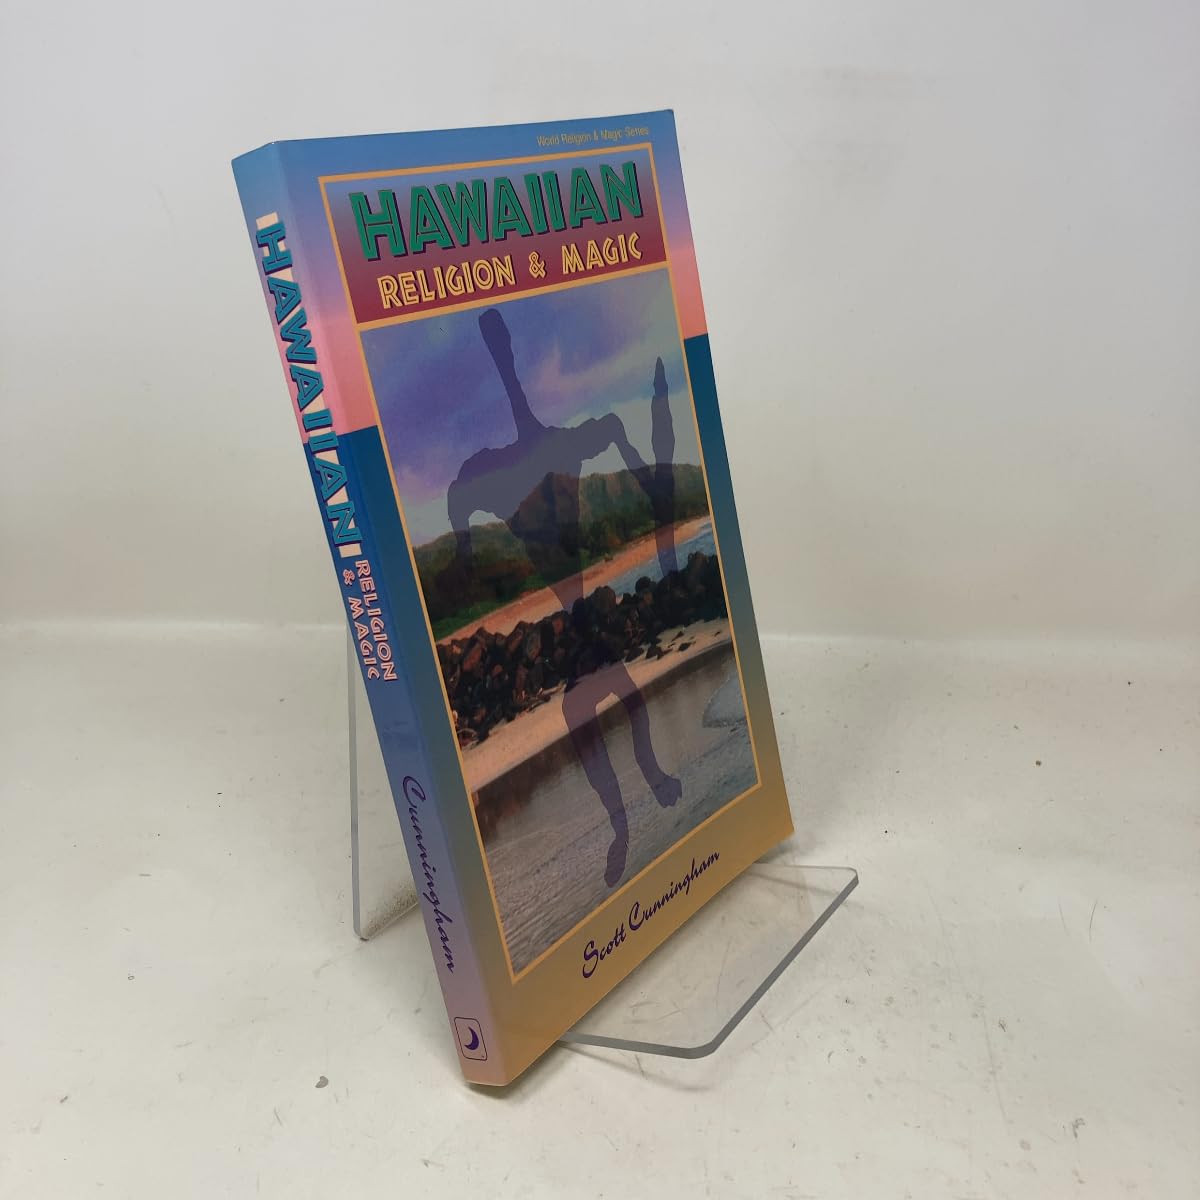 World Religion & Magic Series
HAWAIIAN
RELIGION & MAGIC
Scott Cunningham
HAWAIIAN
RELIGION
& MAGIC
Cunningham